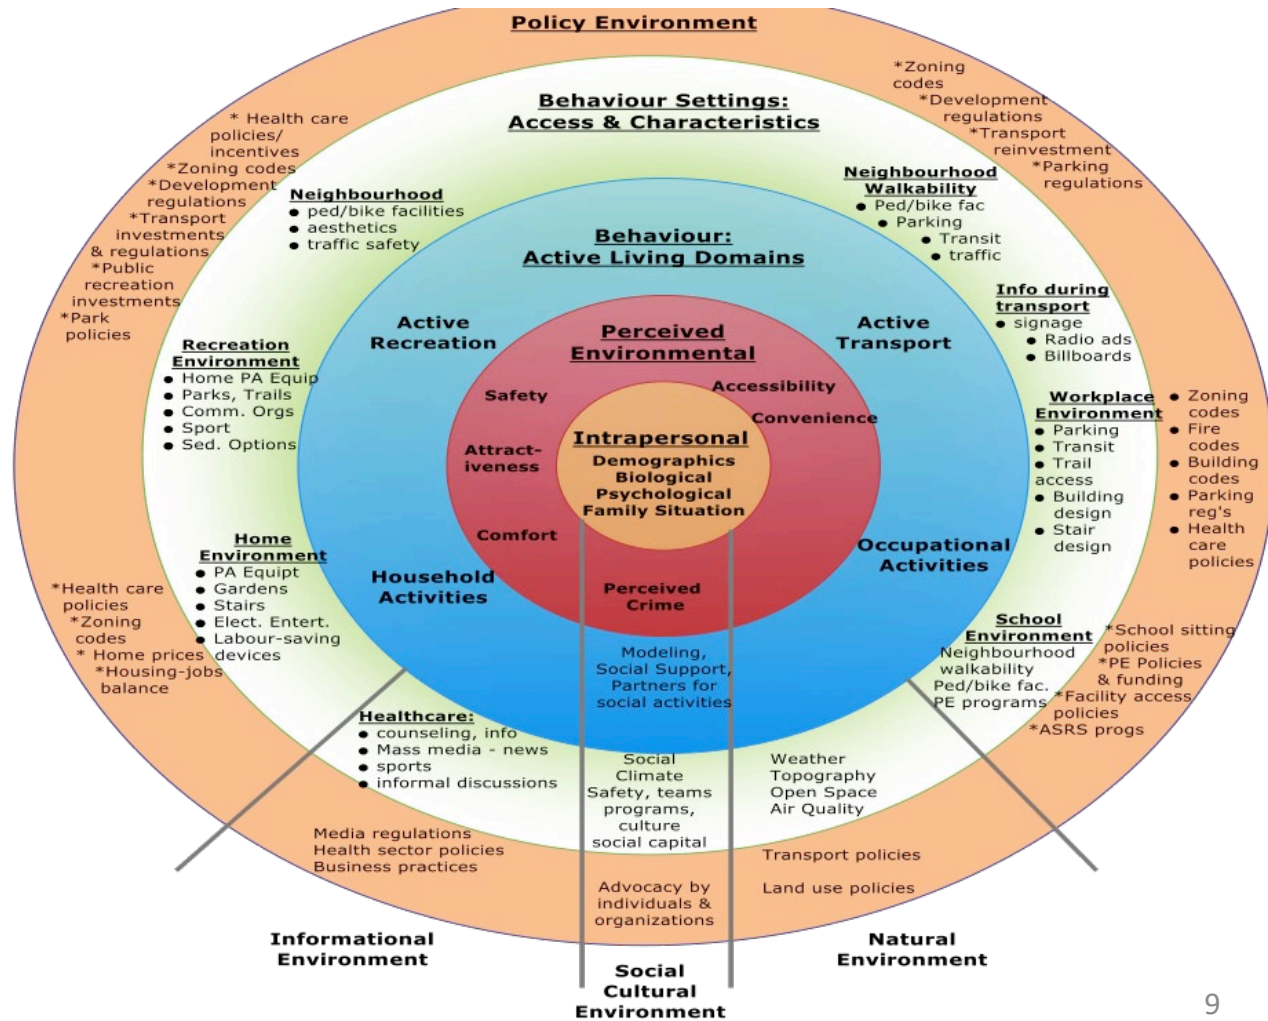 Policy Environment
Behaviour Settings:
Access & Characteristics
* Health care
policies/
incentives
*Zoning codes
*Development
regulations
*Transport
investments
& regulations
*Public
recreation
investments
*Park
policies
*Zoning
codes
*Development
regulations
*Transport
reinvestment
*Parking
regulations
Neighbourhood
● ped/bike facilities
● aesthetics
● traffic safety
Neighbourhood
Walkability
● Ped/bike fac
● Parking
● Transit
● traffic
Behaviour:
Active Living Domains
Info during
transport
● signage
● Radio ads
● Billboards
Active
Recreation
Active
Transport
Perceived
Environmental
Recreation
Environment
● Home PA Equip
● Parks, Trails
● Comm. Orgs
● Sport
● Sed. Options
Safety
Accessibility
Convenience
Attract-
iveness
Comfort
Perceived
Crime
Intrapersonal
Demographics
Biological
Psychological
Family Situation
Workplace
Environment
● Parking
● Transit
● Trail
access
● Building
design
● Stair
design
● Zoning
codes
● Fire
codes
● Building
codes
● Parking
reg's
● Health
care
policies
Home
Environment
● PA Equipt
● Gardens
● Stairs
● Elect. Entert.
● Labour-saving
devices
*Health care
policies
*Zoning
codes
* Home prices
*Housing-jobs
balance
Household
Activities
Occupational
Activities
School
Environment
Neighbourhood
walkability
Ped/bike fac.
PE programs
*School sitting
policies
*PE Policies
& funding
*Facility access
policies
*ASRS progs
Modeling,
Social Support,
Partners for
social activities
Healthcare:
● counseling, info
● Mass media - news
● sports
● informal discussions
Social
Climate
Safety, teams
programs,
culture
social capital
Weather
Topography
Open Space
Air Quality
Media regulations
Health sector policies
Business practices
Advocacy by
individuals &
organizations
Transport policies
Land use policies
Informational
Environment
Social
Cultural
Environment
Natural
Environment
9